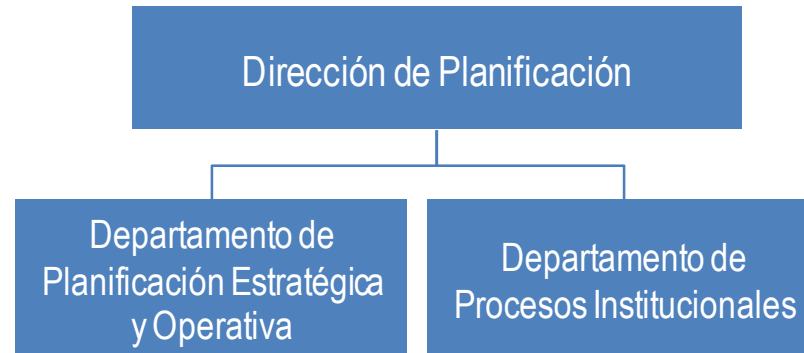 Dirección de Planificación
Departamento de
Planificación Estratégica
y Operativa
Departamento de
Procesos Institucionales